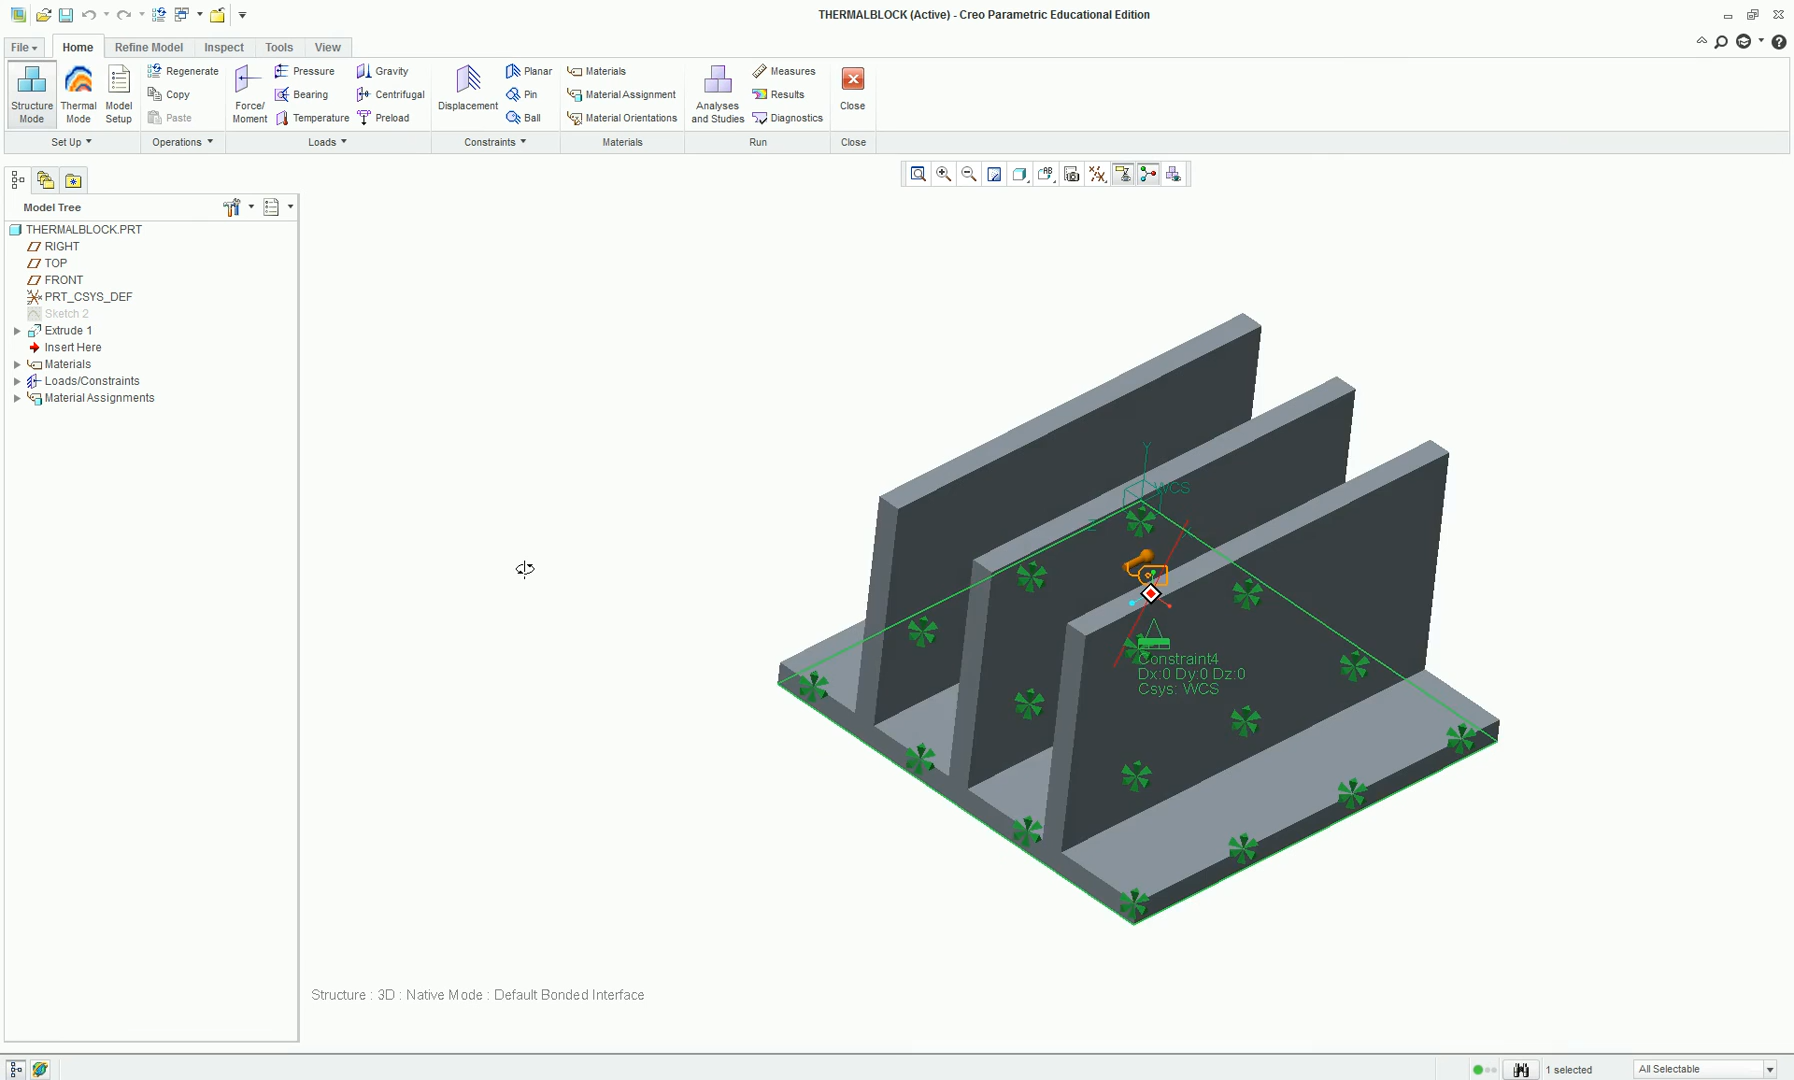 THERMALBLOCK (Active) - Creo Parametric Educational Edition
File Home Refine Model Inspect Tools View
Structure Mode
Thermal Mode
Model Setup
Regenerate
Copy
Paste
Force/ Moment
Pressure
Bearing
Temperature
Gravity
Centrifugal
Preload
Displacement
Planar
Pin
Ball
Materials
Material Assignment
Material Orientations
Analyses and Studies
Measures
Results
Diagnostics
Close
Set Up Operations Loads Constraints Materials Run Close
Model Tree
THERMALBLOCK.PRT
RIGHT
TOP
FRONT
PRT_CSYS_DEF
Sketch 2
Extrude 1
Insert Here
Materials
Loads/Constraints
Material Assignments
Y
WCS
Z
Constraint4
Dx:0 Dy:0 Dz:0
Csys: WCS
Structure : 3D : Native Mode : Default Bonded Interface
1 selected
All Selectable